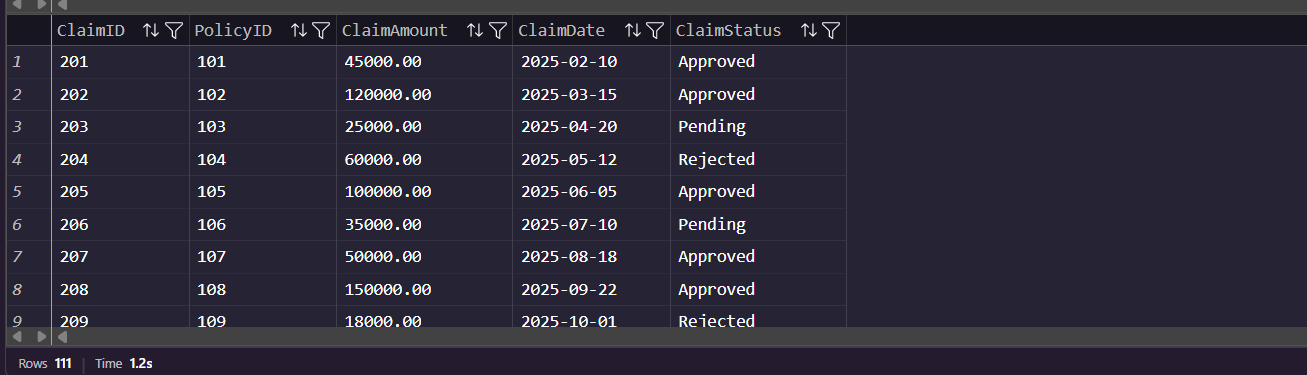 ClaimID PolicyID ClaimAmount ClaimDate ClaimStatus
1 201 101 45000.00 2025-02-10 Approved
2 202 102 120000.00 2025-03-15 Approved
3 203 103 25000.00 2025-04-20 Pending
4 204 104 60000.00 2025-05-12 Rejected
5 205 105 100000.00 2025-06-05 Approved
6 206 106 35000.00 2025-07-10 Pending
7 207 107 50000.00 2025-08-18 Approved
8 208 108 150000.00 2025-09-22 Approved
9 209 109 18000.00 2025-10-01 Rejected
Rows 111 Time 1.2s